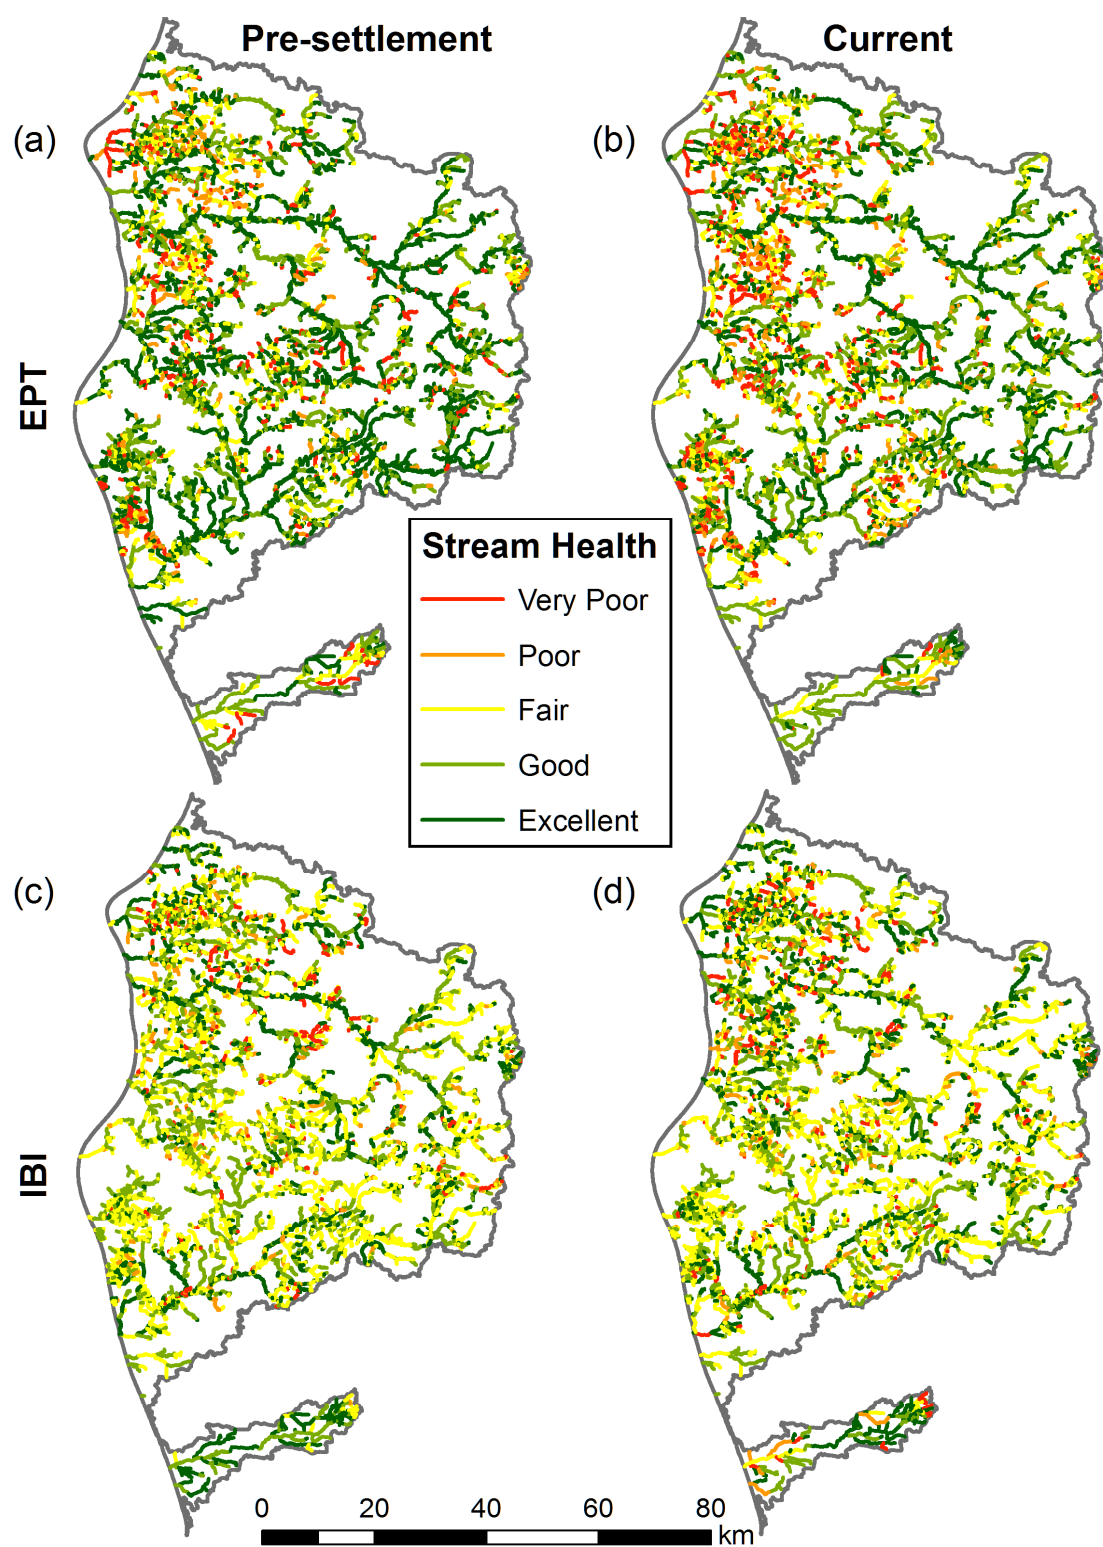 Pre-settlement
Current
(a)
(b)
EPT
Stream Health
Very Poor
Poor
Fair
Good
Excellent
(c)
(d)
IBI
0 20 40 60 80
km